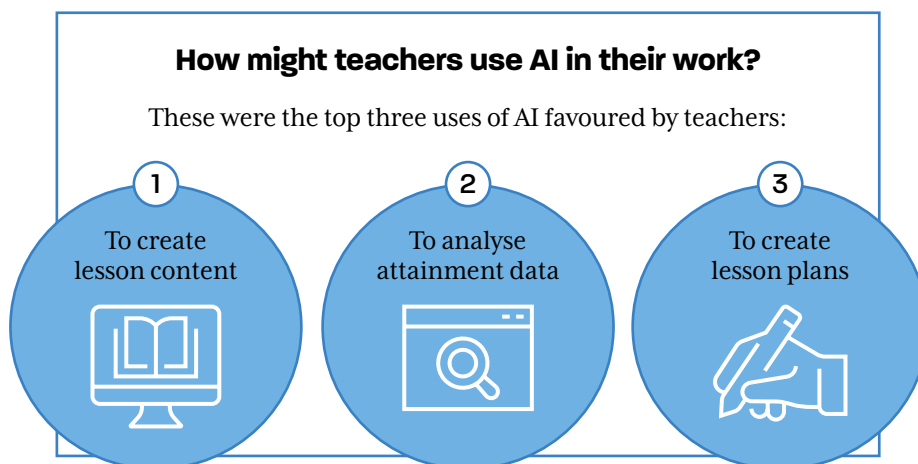 How might teachers use AI in their work?
These were the top three uses of AI favoured by teachers:
1
To create
lesson content
2
To analyse
attainment data
3
To create
lesson plans